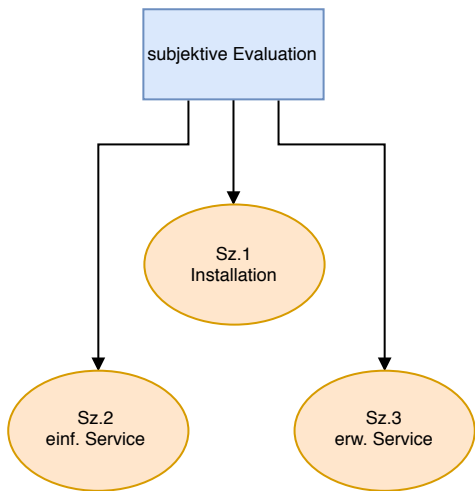 subjektive Evaluation
Sz.1
Installation
Sz.2
einf. Service
Sz.3
erw. Service